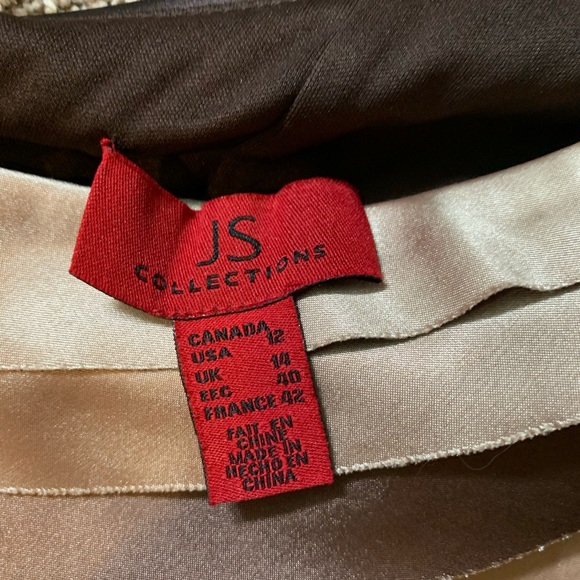 JS
COLLECTIONS
CANADA 12
USA
UK 14
EEC 40
FRANCE 42
FAIT EN
CHINE
MADE IN
HECHO EN
CHINA